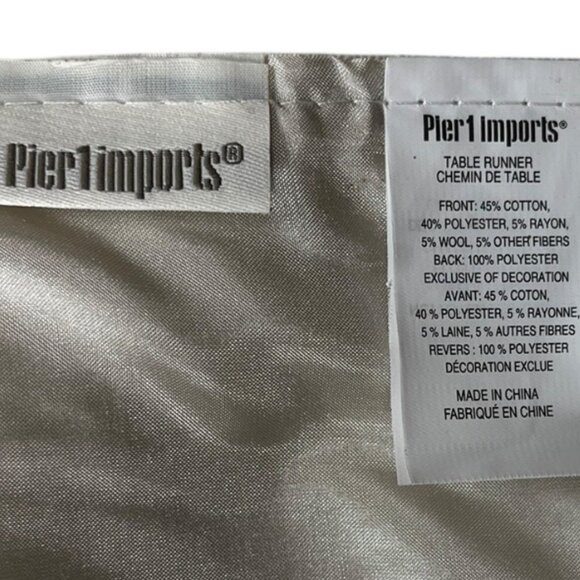 Pier1imports®
Pier1 imports®
TABLE RUNNER
CHEMIN DE TABLE
FRONT: 45% COTTON,
40% POLYESTER, 5% RAYON,
5% WOOL, 5% OTHER FIBERS
BACK: 100% POLYESTER
EXCLUSIVE OF DECORATION
AVANT: 45 % COTON,
40 % POLYESTER, 5 % RAYONNE,
5 % LAINE, 5 % AUTRES FIBRES
REVERS : 100 % POLYESTER
DÉCORATION EXCLUE
MADE IN CHINA
FABRIQUÉ EN CHINE